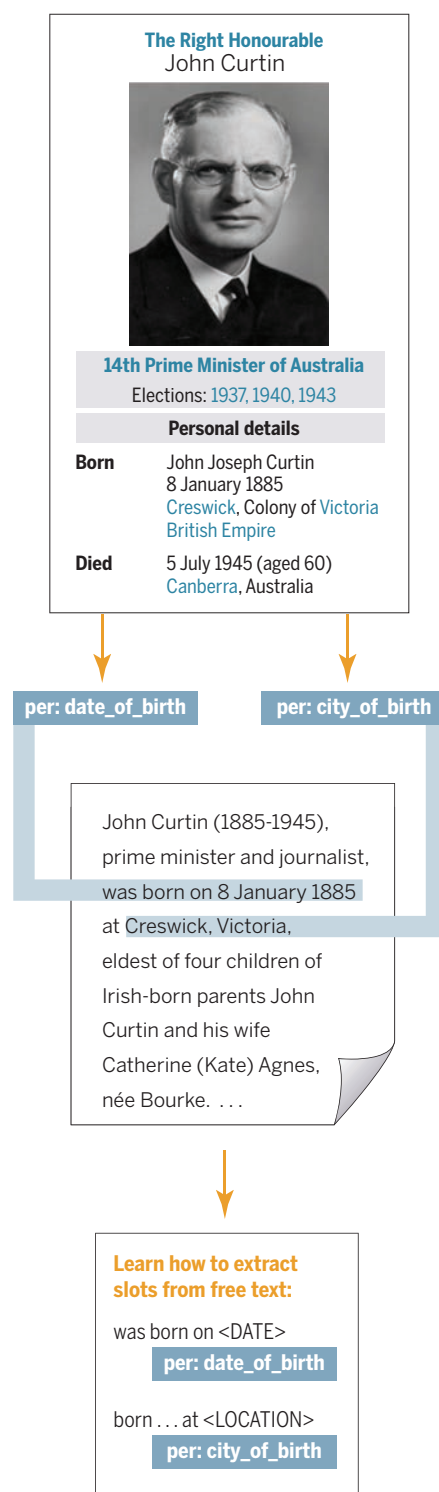 The Right Honourable
John Curtin
14th Prime Minister of Australia
Elections: 1937, 1940, 1943
Personal details
Born John Joseph Curtin
8 January 1885
Creswick, Colony of Victoria
British Empire
Died 5 July 1945 (aged 60)
Canberra, Australia
per: date_of_birth per: city_of_birth
John Curtin (1885-1945),
prime minister and journalist,
was born on 8 January 1885
at Creswick, Victoria,
eldest of four children of
Irish-born parents John
Curtin and his wife
Catherine (Kate) Agnes,
née Bourke. . . .
Learn how to extract
slots from free text:
was born on <DATE>
per: date_of_birth
born . . . at <LOCATION>
per: city_of_birth